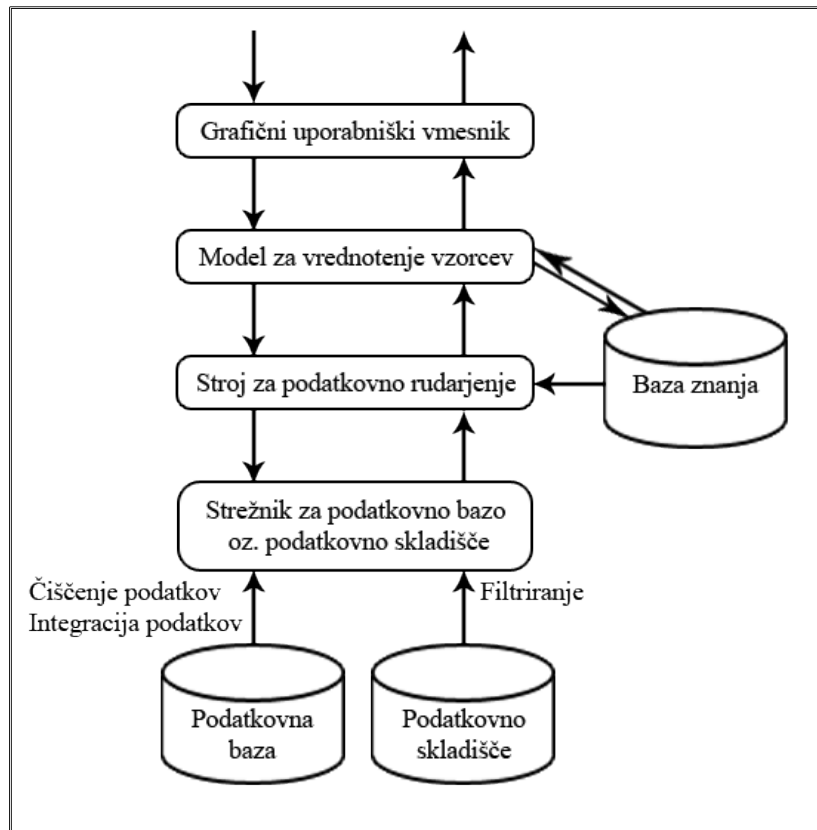 Grafični uporabniški vmesnik
Model za vrednotenje vzorcev
Stroj za podatkovno rudarjenje
Baza znanja
Strežnik za podatkovno bazo
oz. podatkovno skladišče
Čiščenje podatkov
Integracija podatkov
Filtriranje
Podatkovna
baza
Podatkovno
skladišče